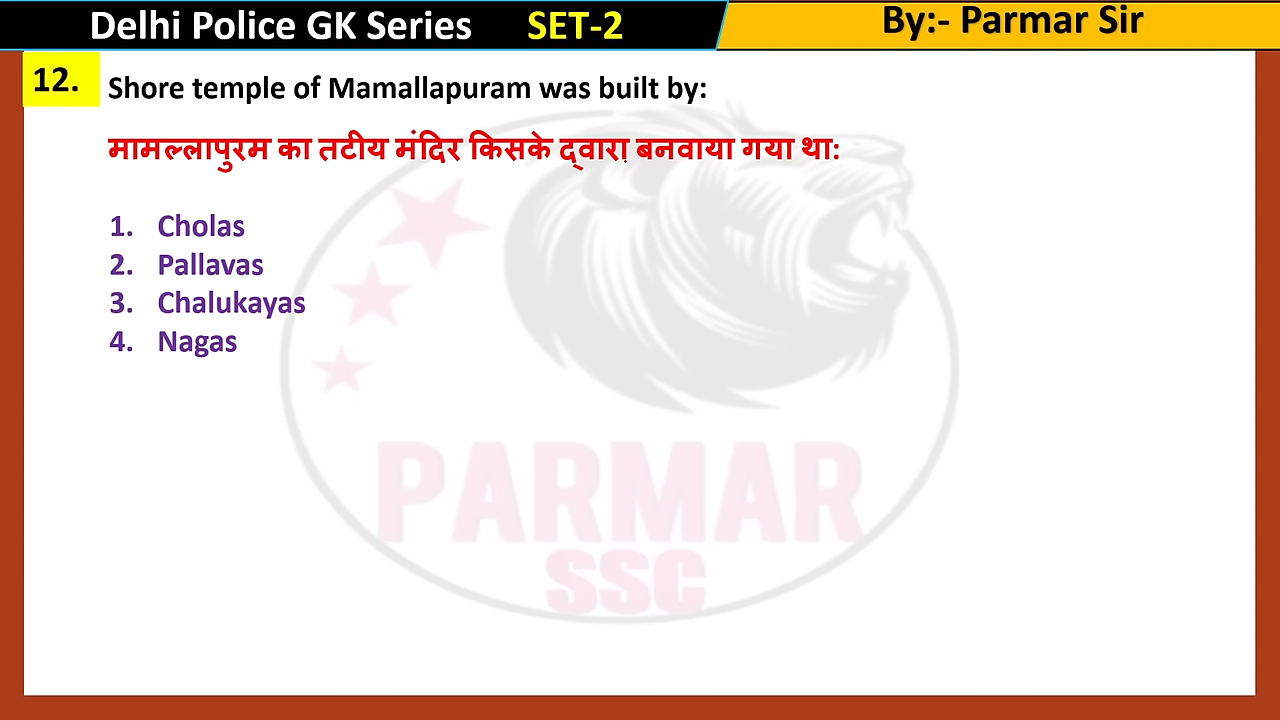 Delhi Police GK Series SET-2 By:- Parmar Sir
12. Shore temple of Mamallapuram was built by:
मामल्लापुरम का तटीय मंदिर किसके द्वारा बनवाया गया था:
1. Cholas
2. Pallavas
3. Chalukayas
4. Nagas
PARMAR
SSC